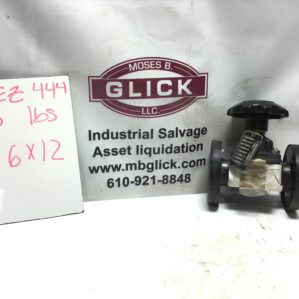 EZ 444
lbs
6x12
MOSES B.
GLICK
LLC.
Industrial Salvage
Asset liquidation
www.mbglick.com
610-921-8848